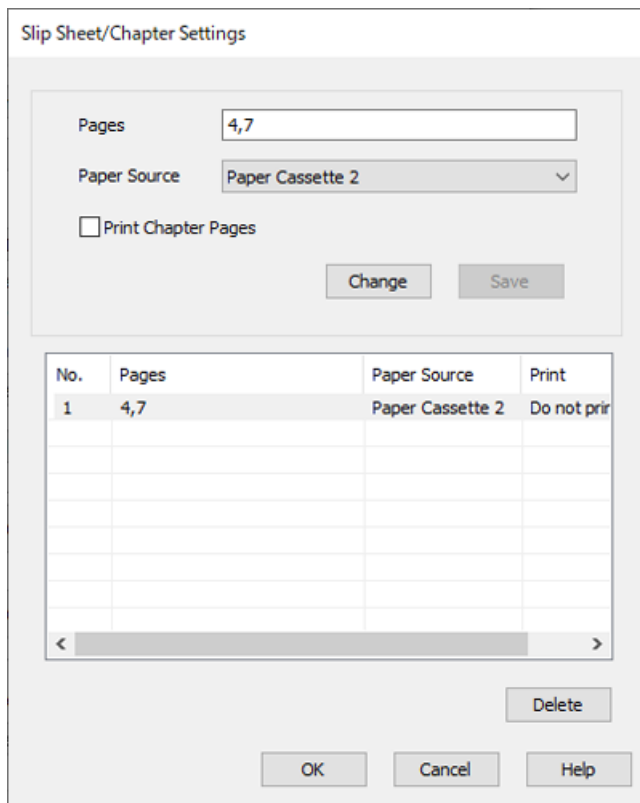 Slip Sheet/Chapter Settings
Pages 4,7
Paper Source Paper Cassette 2
Print Chapter Pages
Change Save
No. Pages Paper Source Print
1 4,7 Paper Cassette 2 Do not prin
Delete
OK Cancel Help